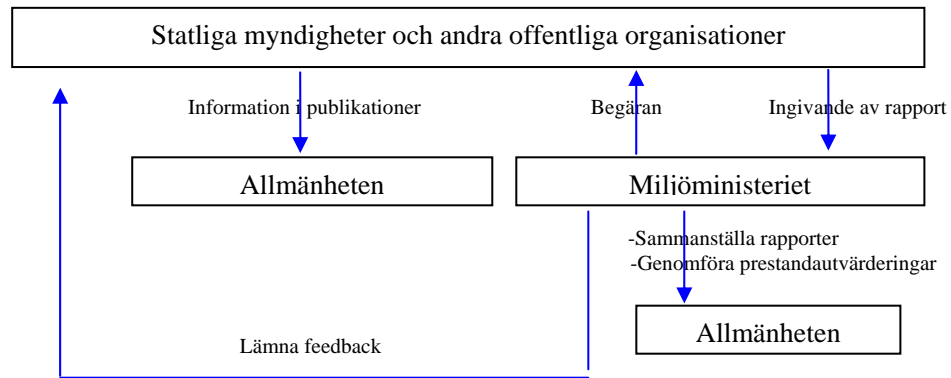 Statliga myndigheter och andra offentliga organisationer
Information i publikationer
Begäran
Ingivande av rapport
Allmänheten
Miljöministeriet
-Sammanställa rapporter
-Genomföra prestandautvärderingar
Allmänheten
Lämna feedback